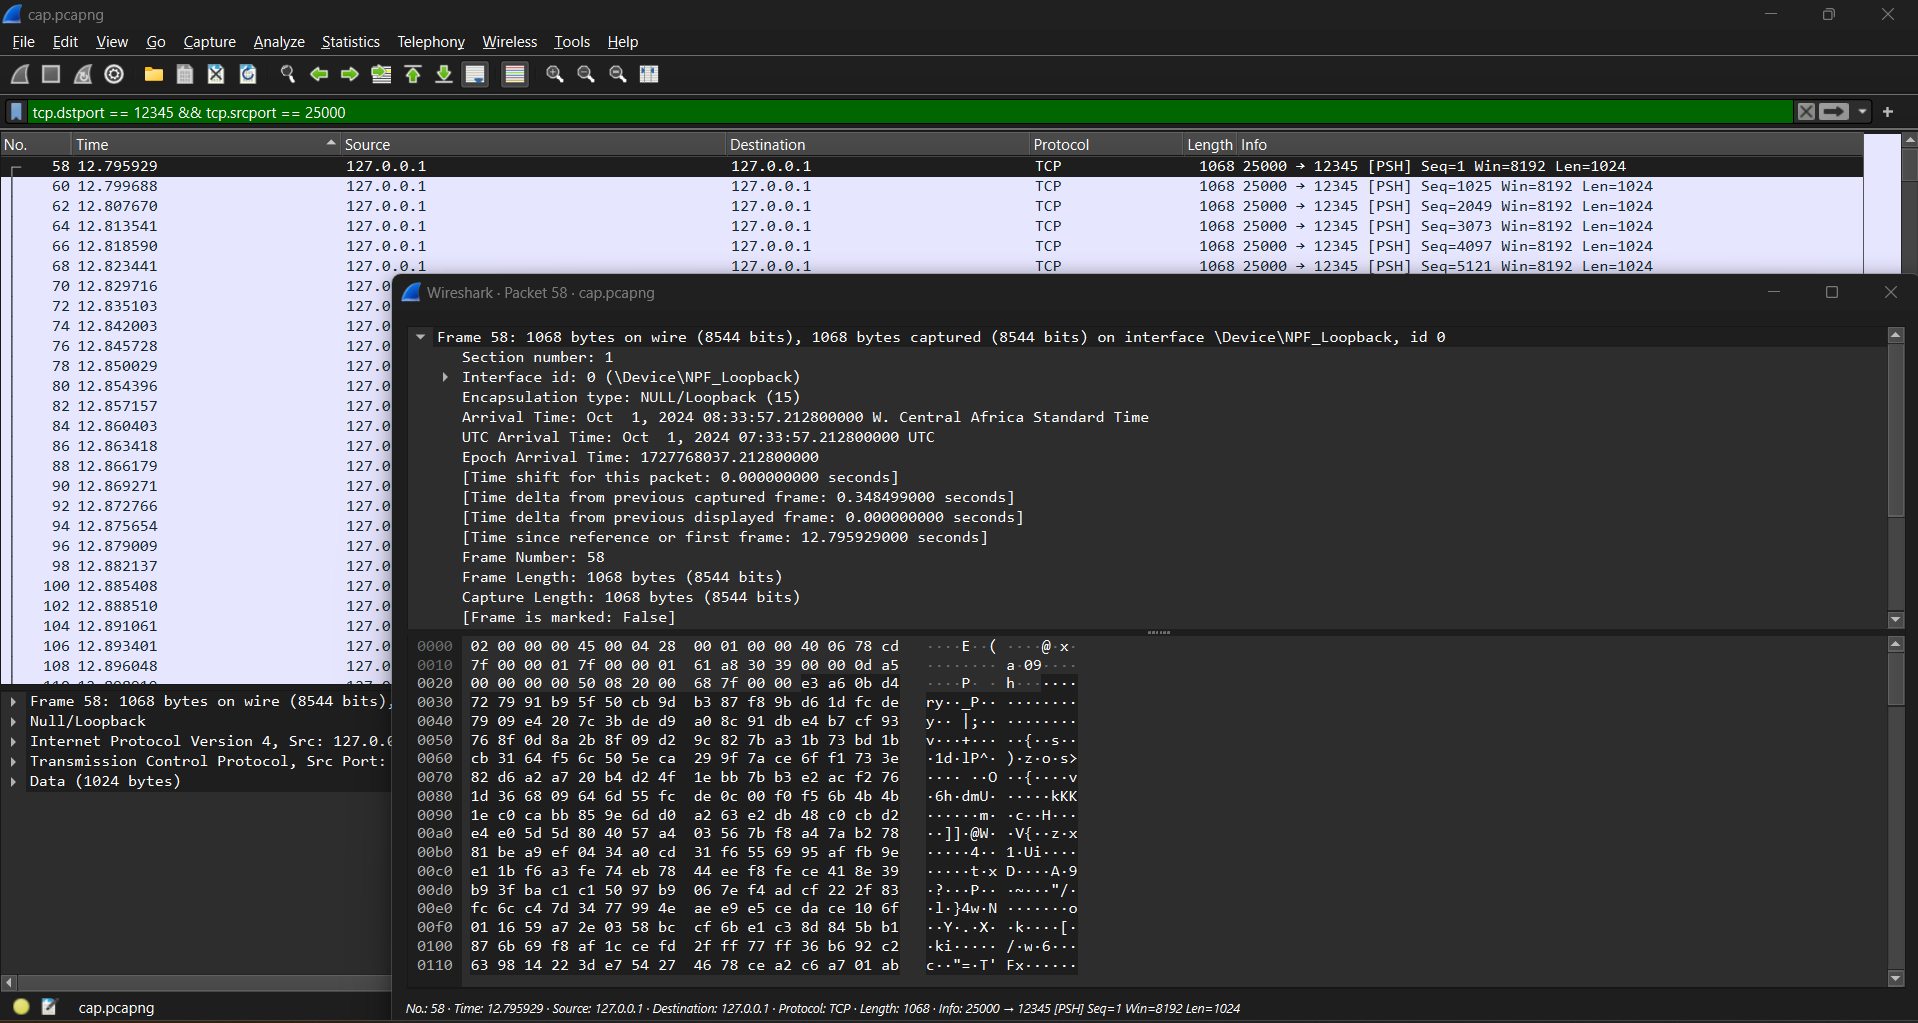 cap.pcapng
File Edit View Go Capture Analyze Statistics Telephony Wireless Tools Help
tcp.dstport == 12345 && tcp.srcport == 25000
No. Time Source Destination Protocol Length Info
58 12.795929 127.0.0.1 127.0.0.1 TCP 1068 25000 → 12345 [PSH] Seq=1 Win=8192 Len=1024
60 12.799688 127.0.0.1 127.0.0.1 TCP 1068 25000 → 12345 [PSH] Seq=1025 Win=8192 Len=1024
62 12.807670 127.0.0.1 127.0.0.1 TCP 1068 25000 → 12345 [PSH] Seq=2049 Win=8192 Len=1024
64 12.813541 127.0.0.1 127.0.0.1 TCP 1068 25000 → 12345 [PSH] Seq=3073 Win=8192 Len=1024
66 12.818590 127.0.0.1 127.0.0.1 TCP 1068 25000 → 12345 [PSH] Seq=4097 Win=8192 Len=1024
68 12.823441 127.0.0.1 127.0.0.1 TCP 1068 25000 → 12345 [PSH] Seq=5121 Win=8192 Len=1024
70 12.829716 127.0
72 12.835103 127.0
74 12.842003 127.0
76 12.845728 127.0
78 12.850029 127.0
80 12.854396 127.0
82 12.857157 127.0
84 12.860403 127.0
86 12.863418 127.0
88 12.866179 127.0
90 12.869271 127.0
92 12.872766 127.0
94 12.875654 127.0
96 12.879009 127.0
98 12.882137 127.0
100 12.885408 127.0
102 12.888510 127.0
104 12.891061 127.0
106 12.893401 127.0
108 12.896048 127.0
Frame 58: 1068 bytes on wire (8544 bits),
Null/Loopback
Internet Protocol Version 4, Src: 127.0.0
Transmission Control Protocol, Src Port:
Data (1024 bytes)
cap.pcapng
Wireshark · Packet 58 · cap.pcapng
Frame 58: 1068 bytes on wire (8544 bits), 1068 bytes captured (8544 bits) on interface \Device\NPF_Loopback, id 0
Section number: 1
Interface id: 0 (\Device\NPF_Loopback)
Encapsulation type: NULL/Loopback (15)
Arrival Time: Oct  1, 2024 08:33:57.212800000 W. Central Africa Standard Time
UTC Arrival Time: Oct  1, 2024 07:33:57.212800000 UTC
Epoch Arrival Time: 1727768037.212800000
[Time shift for this packet: 0.000000000 seconds]
[Time delta from previous captured frame: 0.348499000 seconds]
[Time delta from previous displayed frame: 0.000000000 seconds]
[Time since reference or first frame: 12.795929000 seconds]
Frame Number: 58
Frame Length: 1068 bytes (8544 bits)
Capture Length: 1068 bytes (8544 bits)
[Frame is marked: False]
0000 02 00 00 00 45 00 04 28 00 01 00 00 40 06 78 cd ····E··( ····@·x·
0010 7f 00 00 01 7f 00 00 01 61 a8 30 39 00 00 0d a5 ········ a·09····
0020 00 00 00 00 50 08 20 00 68 7f 00 00 e3 a6 0b d4 ····P· · h·······
0030 72 79 91 b9 5f 50 cb 9d b3 87 f8 9b d6 1d fc de ry··_P·· ········
0040 79 09 e4 20 7c 3b de d9 a0 8c 91 db e4 b7 cf 93 y·· |;·· ········
0050 76 8f 0d 8a 2b 8f 09 d2 9c 82 7b a3 1b 73 bd 1b v···+··· ··{··s··
0060 cb 31 64 f5 6c 50 5e ca 29 9f 7a ce 6f f1 73 3e ·1d·lP^· )·z·o·s>
0070 82 d6 a2 a7 20 b4 d2 4f 1e bb 7b b3 e2 ac f2 76 ···· ··O ··{····v
0080 1d 36 68 09 64 6d 55 fc de 0c 00 f0 f5 6b 4b 4b ·6h·dmU· ·····kKK
0090 1e c0 ca bb 85 9e 6d d0 a2 63 e2 db 48 c0 cb d2 ······m· ·c··H···
00a0 e4 e0 5d 5d 80 40 57 a4 03 56 7b f8 a4 7a b2 78 ··]]·@W· ·V{··z·x
00b0 81 be a9 ef 04 34 a0 cd 31 f6 55 69 95 af fb 9e ·····4·· 1·Ui····
00c0 e1 1b f6 a3 fe 74 eb 78 44 ee f8 fe ce 41 8e 39 ·····t·x D····A·9
00d0 b9 3f ba c1 c1 50 97 b9 06 7e f4 ad cf 22 2f 83 ·?···P·· ·~···"/·
00e0 fc 6c c4 7d 34 77 99 4e ae e9 e5 ce da ce 10 6f ·l·}4w·N ·······o
00f0 01 16 59 a7 2e 03 58 bc cf 6b e1 c3 8d 84 5b b1 ··Y·.·X· ·k····[·
0100 87 6b 69 f8 af 1c ce fd 2f ff 77 ff 36 b6 92 c2 ·ki····· /·w·6···
0110 63 98 14 22 3d e7 54 27 46 78 ce a2 c6 a7 01 ab c··"=·T' Fx······
No.: 58 · Time: 12.795929 · Source: 127.0.0.1 · Destination: 127.0.0.1 · Protocol: TCP · Length: 1068 · Info: 25000 → 12345 [PSH] Seq=1 Win=8192 Len=1024